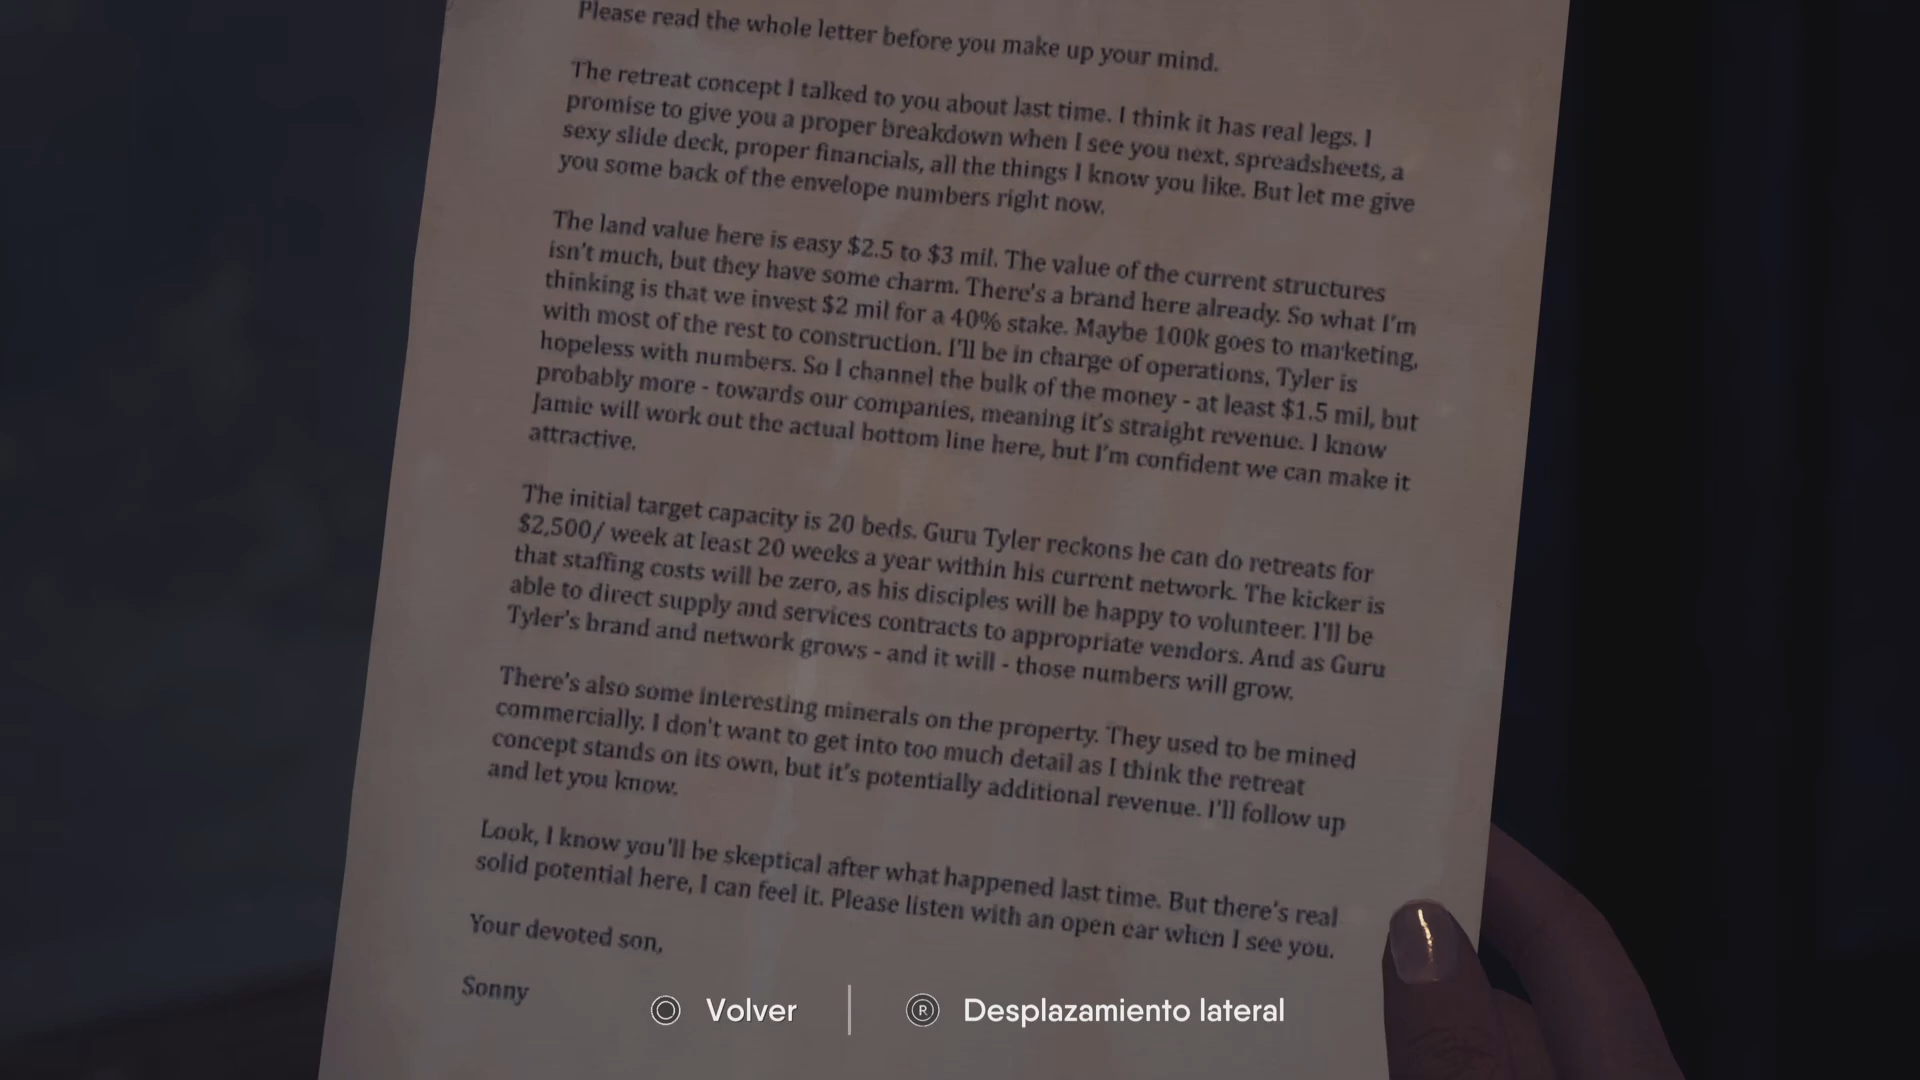 Please read the whole letter before you make up your mind.
The retreat concept I talked to you about last time. I think it has real legs. I
promise to give you a proper breakdown when I see you next, spreadsheets, a
sexy slide deck, proper financials, all the things I know you like. But let me give
you some back of the envelope numbers right now.
The land value here is easy $2.5 to $3 mil. The value of the current structures
isn't much, but they have some charm. There's a brand here already. So what I'm
thinking is that we invest $2 mil for a 40% stake. Maybe 100k goes to marketing,
with most of the rest to construction. I'll be in charge of operations, Tyler is
hopeless with numbers. So I channel the bulk of the money - at least $1.5 mil, but
probably more - towards our companies, meaning it's straight revenue. I know
Jamie will work out the actual bottom line here, but I'm confident we can make it
attractive.
The initial target capacity is 20 beds. Guru Tyler reckons he can do retreats for
$2,500/ week at least 20 weeks a year within his current network. The kicker is
that staffing costs will be zero, as his disciples will be happy to volunteer. I'll be
able to direct supply and services contracts to appropriate vendors. And as Guru
Tyler's brand and network grows - and it will - those numbers will grow.
There's also some interesting minerals on the property. They used to be mined
commercially. I don't want to get into too much detail as I think the retreat
concept stands on its own, but it's potentially additional revenue. I'll follow up
and let you know.
Look, I know you'll be skeptical after what happened last time. But there's real
solid potential here, I can feel it. Please listen with an open ear when I see you.
Your devoted son,
Sonny
Volver
R Desplazamiento lateral